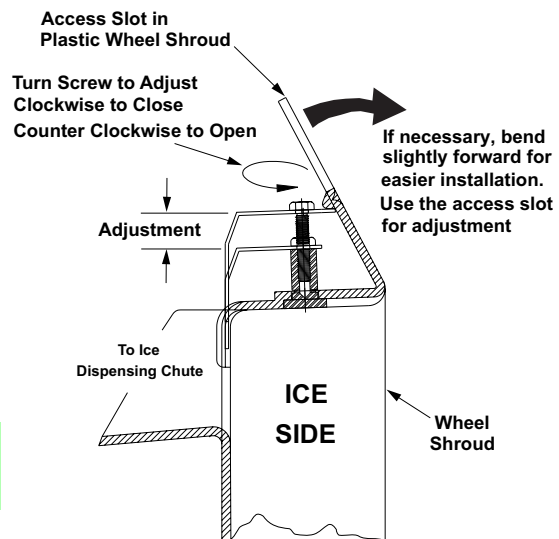 Access Slot in
Plastic Wheel Shroud
Turn Screw to Adjust
Clockwise to Close
Counter Clockwise to Open
If necessary, bend
slightly forward for
easier installation.
Use the access slot
for adjustment
Adjustment
To Ice
Dispensing Chute
ICE
SIDE
Wheel
Shroud